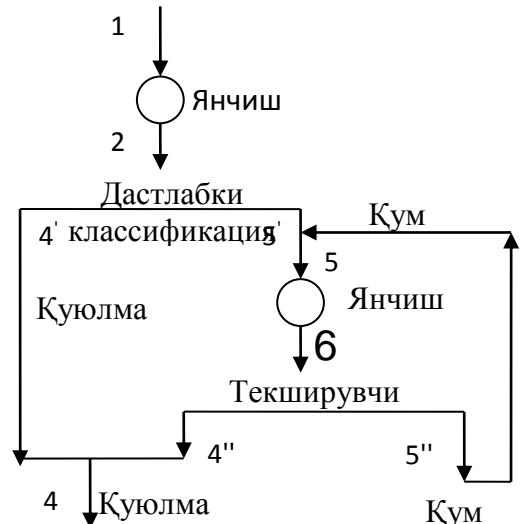 1
Янчиш
2
Дастлабки
4' классификация 5'
Қум
5
Қуюлма
Янчиш
6
Текширувчи
4''
5''
4
Қуюлма
Қум